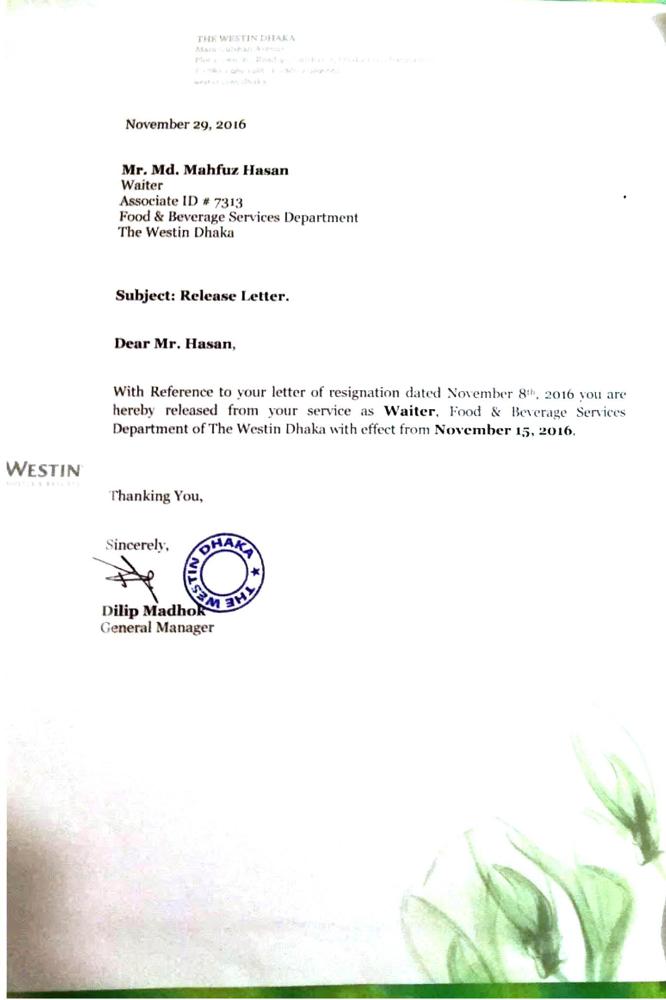 THE WESTIN DHAKA
Main Gulshan Avenue
westin.com/dhaka
November 29, 2016
Mr. Md. Mahfuz Hasan
Waiter
Associate ID # 7313
Food & Beverage Services Department
The Westin Dhaka
Subject: Release Letter.
Dear Mr. Hasan,
With Reference to your letter of resignation dated November 8th, 2016 you are
hereby released from your service as Waiter, Food & Beverage Services
Department of The Westin Dhaka with effect from November 15, 2016.
WESTIN
HOTELS & RESORTS
Thanking You,
Sincerely,
THE WESTIN DHAKA ★
Dilip Madhok
General Manager